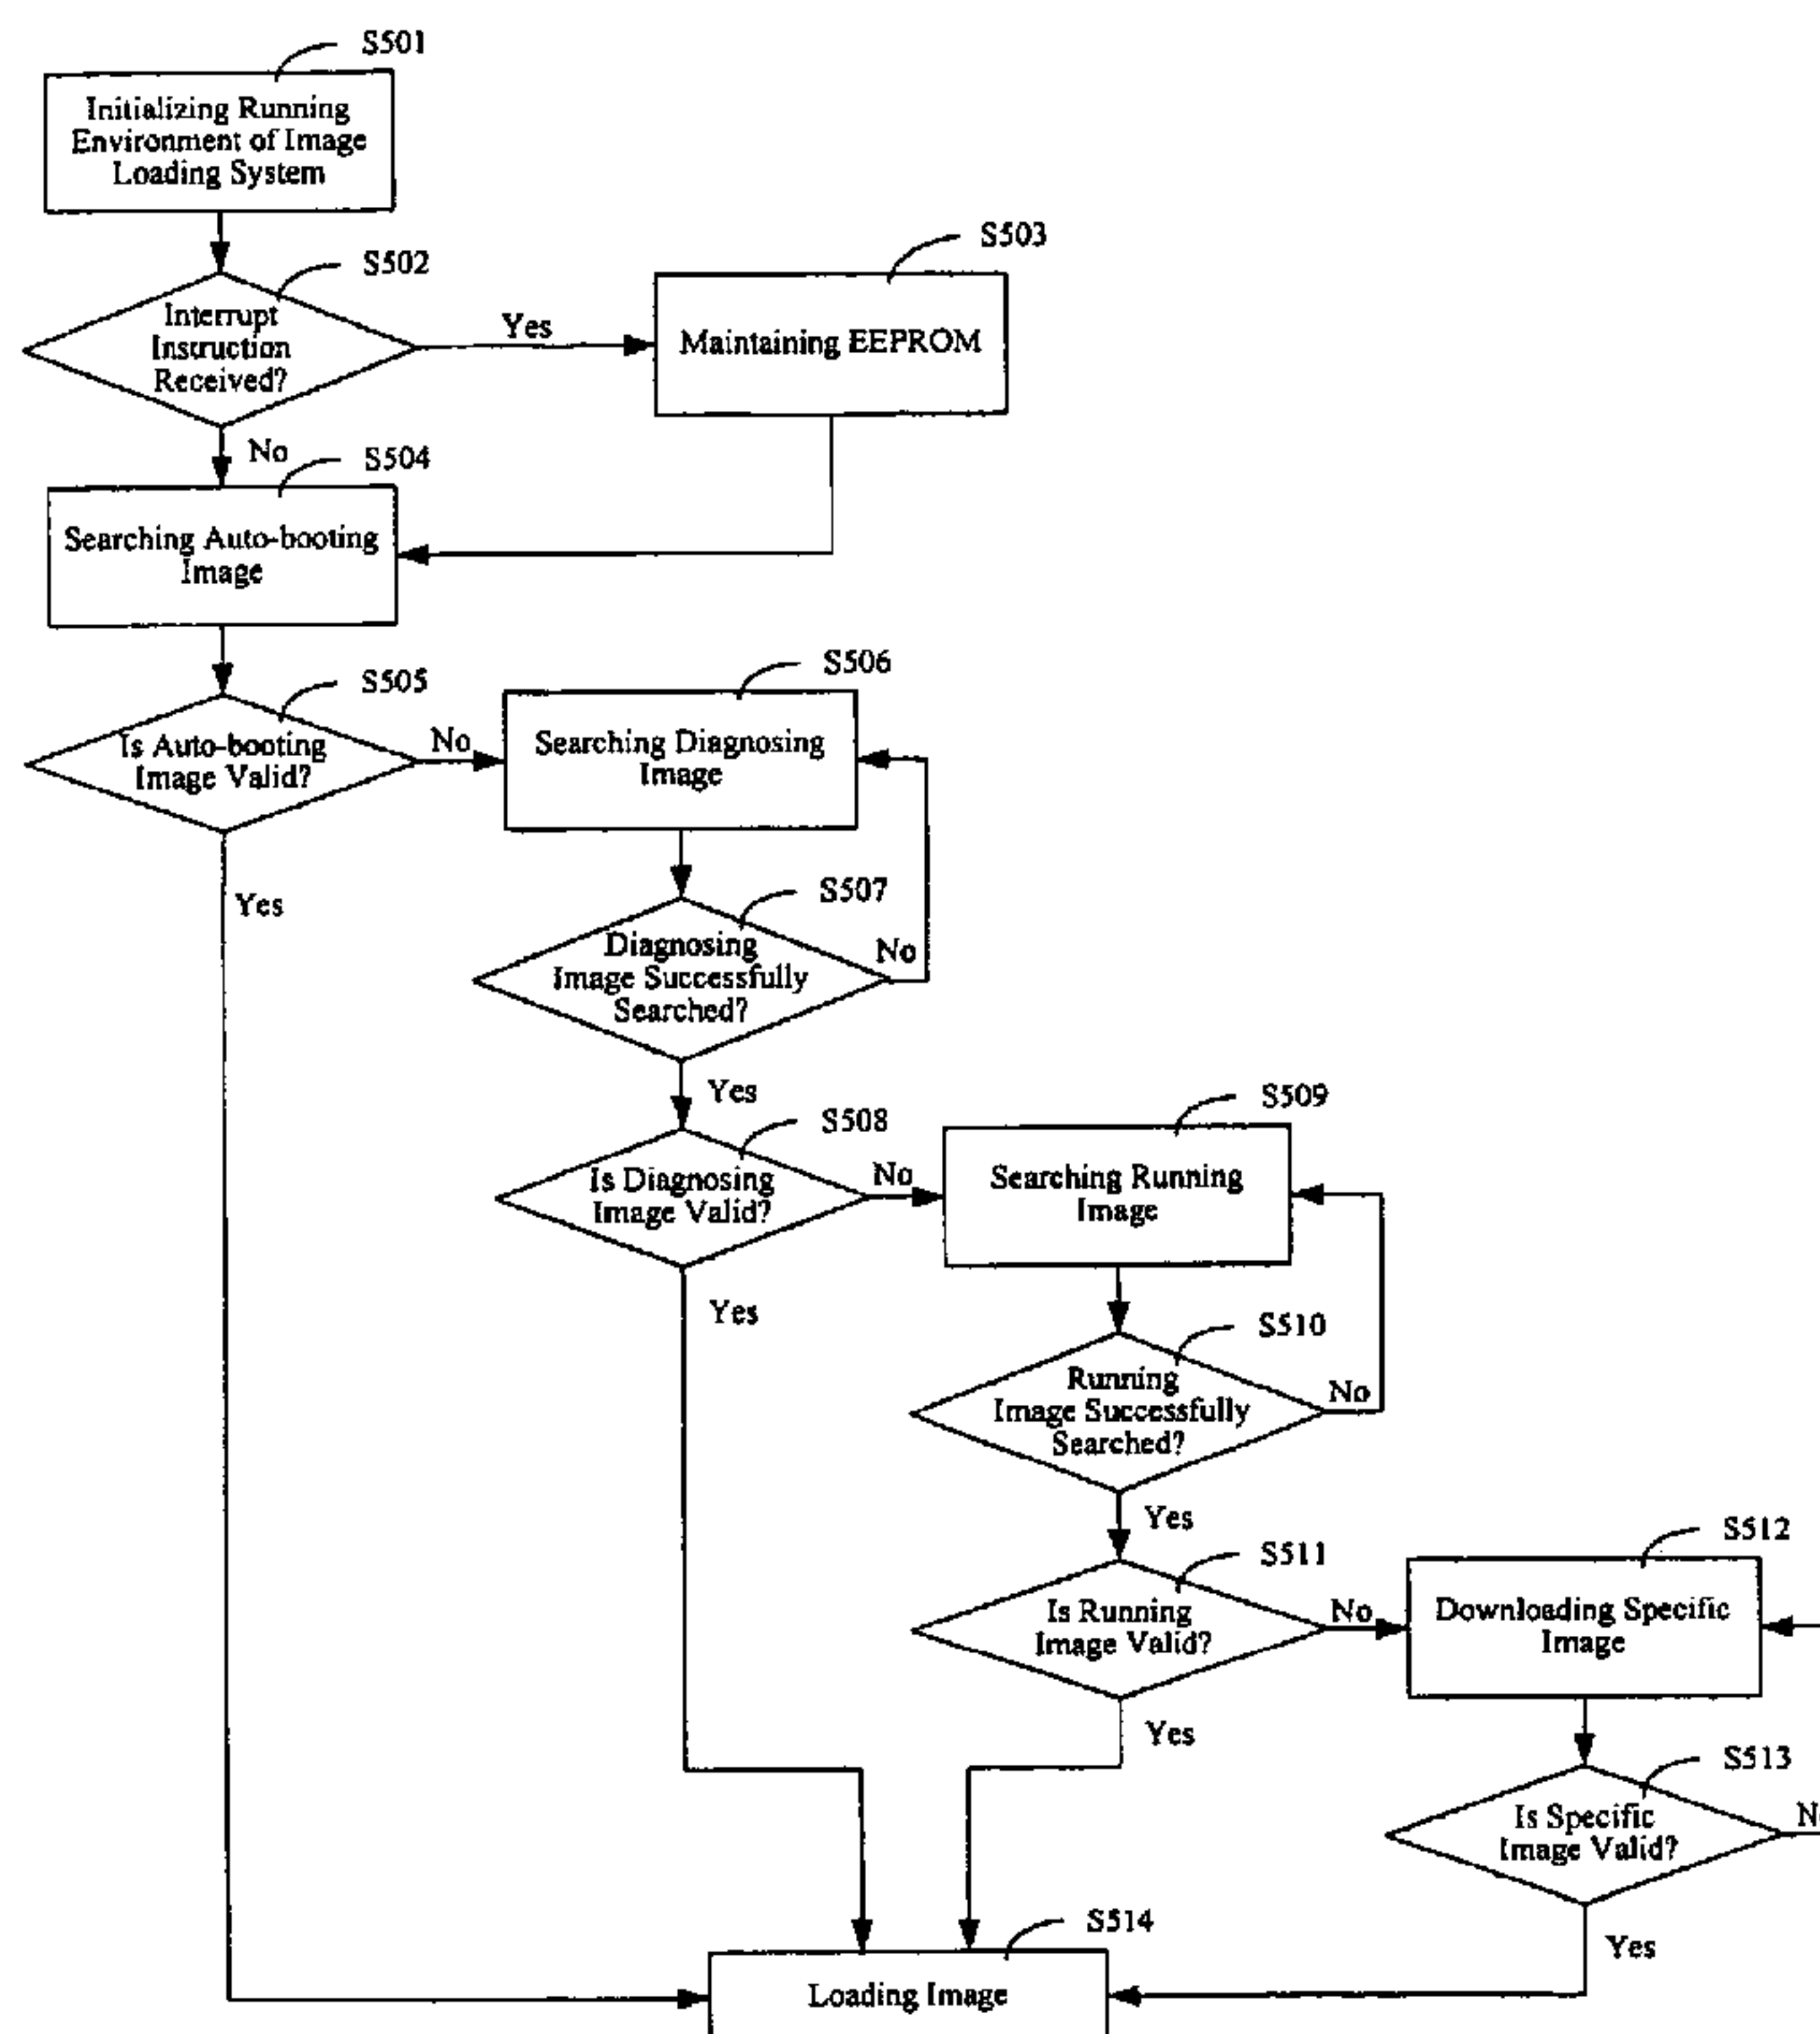 S501
Initializing Running
Environment of Image
Loading System
S502
Interrupt
Instruction
Received?
Yes
S503
Maintaining EEPROM
No
S504
Searching Auto-booting
Image
S505
Is Auto-booting
Image Valid?
No
Yes
S506
Searching Diagnosing
Image
S507
Diagnosing
Image Successfully
Searched?
No
Yes
S508
Is Diagnosing
Image Valid?
No
Yes
S509
Searching Running
Image
S510
Running
Image Successfully
Searched?
No
Yes
S511
Is Running
Image Valid?
No
Yes
S512
Downloading Specific
Image
S513
Is Specific
Image Valid?
Yes
S514
Loading Image